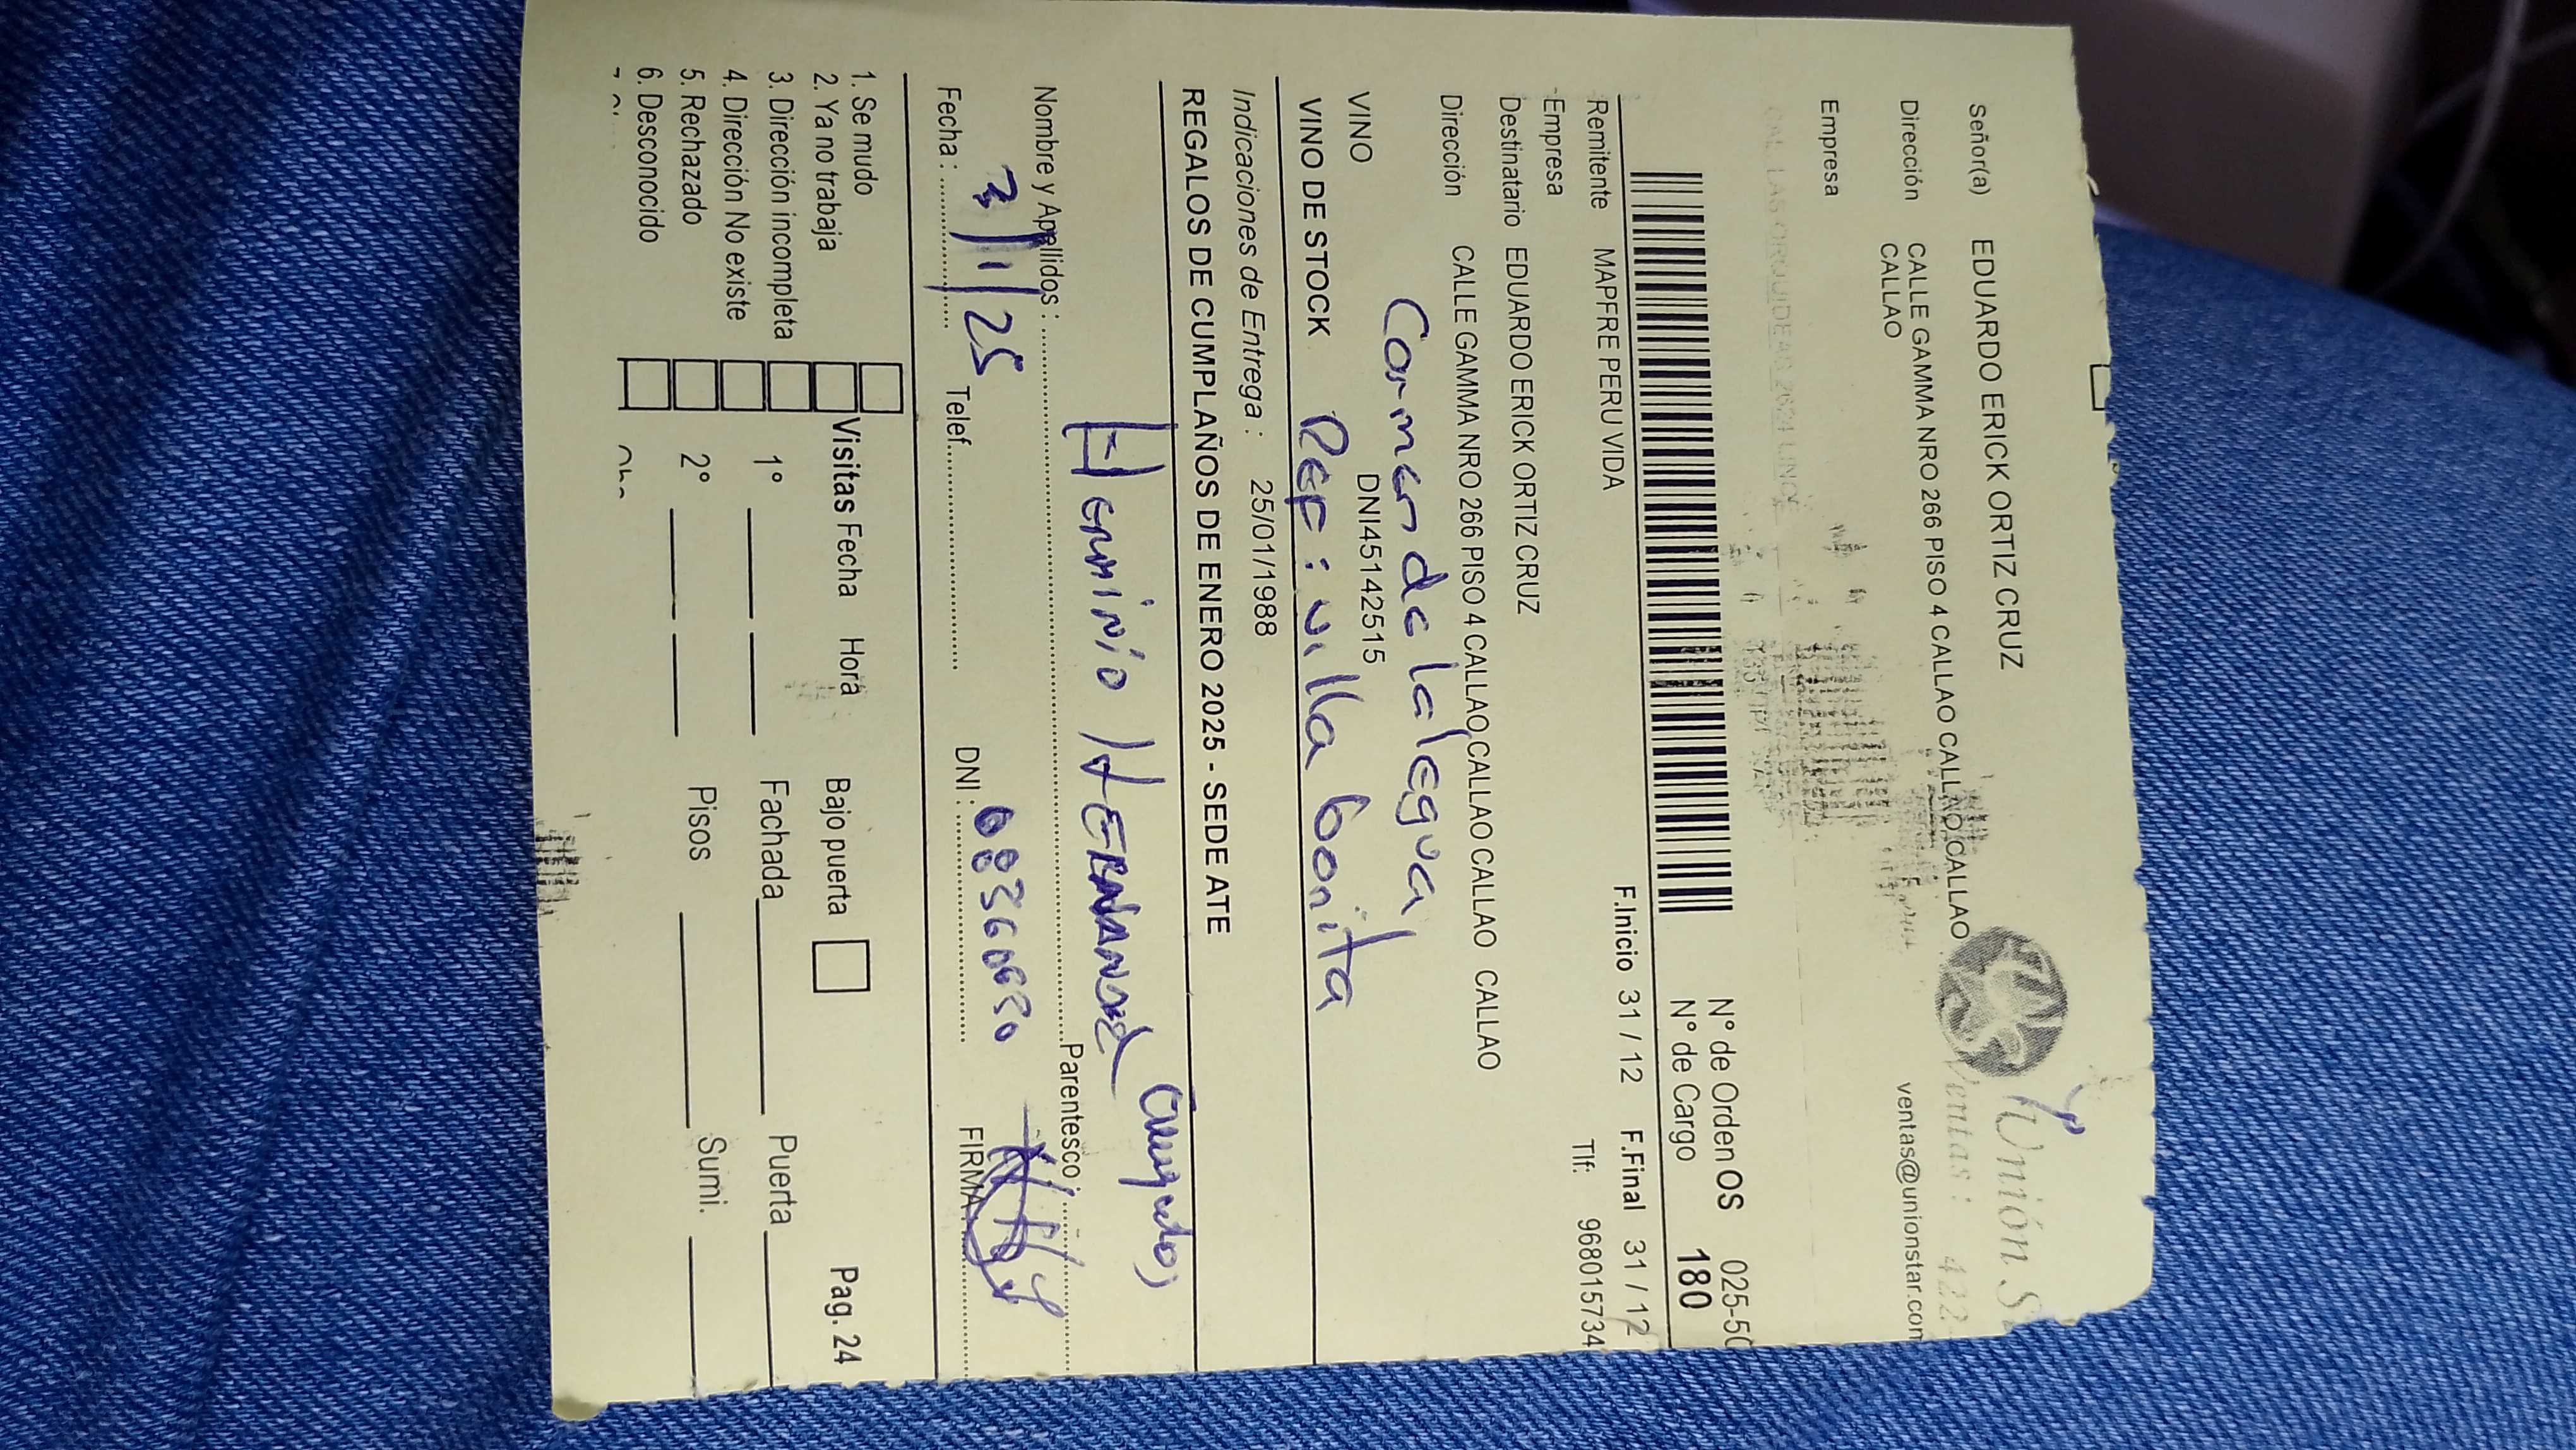 Unión S
Ventas: 422
Señor(a) EDUARDO ERICK ORTIZ CRUZ
ventas@unionstar.com
Dirección CALLE GAMMA NRO 266 PISO 4 CALLAO CALLAO,CALLAO
CALLAO
Empresa
N° de Orden OS 025-50
N° de Cargo 180
F.Inicio 31 / 12 F.Final 31 / 12
Remitente MAPFRE PERU VIDA
Tlf: 968015734
-Empresa
Destinatario EDUARDO ERICK ORTIZ CRUZ
Dirección CALLE GAMMA NRO 266 PISO 4 CALLAO,CALLAO CALLAO CALLAO CALLAO
Carmen de la legua
VINO DNI45142515
VINO DE STOCK REF: villa bonita
Indicaciones de Entrega : 25/01/1988
REGALOS DE CUMPLAÑOS DE ENERO 2025 - SEDE ATE
Herminio HERNANDEZ
Nombre y Apellidos : Parentesco :
3/1/25
Fecha : Telef. DNI : FIRMA
1. Se mudo
2. Ya no trabaja
3. Dirección incompleta
4. Dirección No existe
5. Rechazado
6. Desconocido
Visitas Fecha Hora
1°
2°
Bajo puerta
Fachada Puerta
Pisos Sumi.
Pag. 24